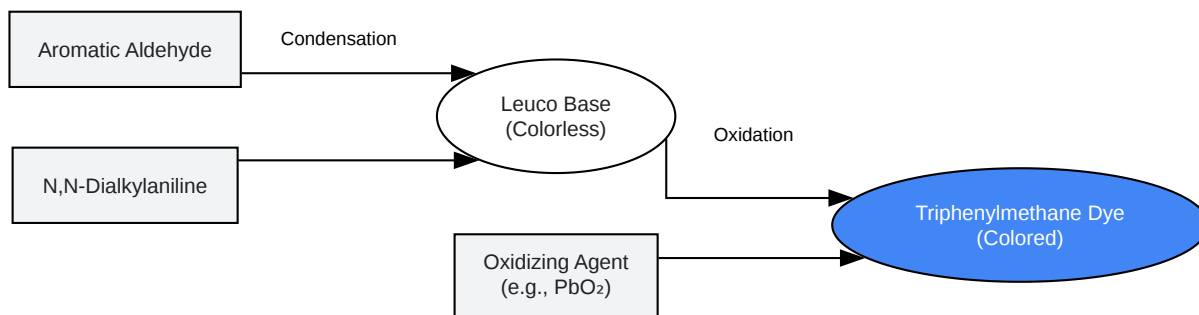 Aromatic Aldehyde
Condensation
Leuco Base
(Colorless)
N,N-Dialkylaniline
Oxidation
Triphenylmethane Dye
(Colored)
Oxidizing Agent
(e.g., PbO₂)